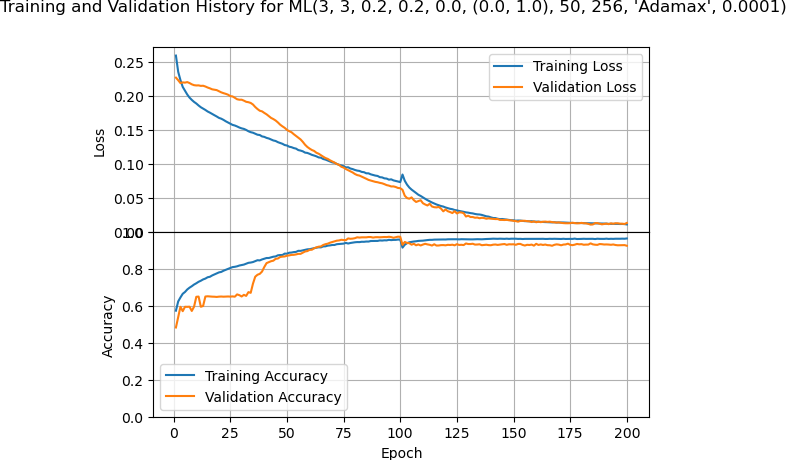 Training and Validation History for ML(3, 3, 0.2, 0.2, 0.0, (0.0, 1.0), 50, 256, 'Adamax', 0.0001)
0.25
0.20
0.15
0.10
0.05
0.00
Loss
Training Loss
Validation Loss
1.0
0.8
0.6
0.4
0.2
0.0
Accuracy
Training Accuracy
Validation Accuracy
0 25 50 75 100 125 150 175 200
Epoch